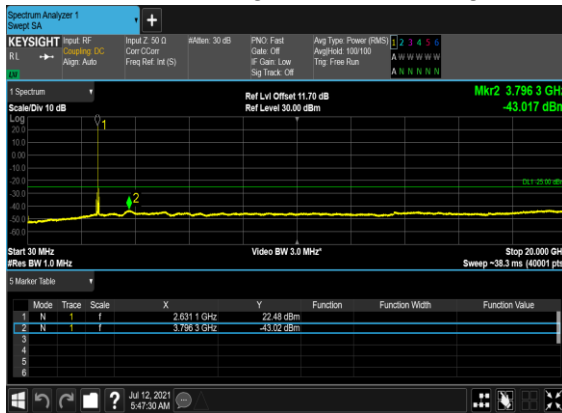 Spectrum Analyzer 1
Swept SA
KEYSIGHT Input: RF Input Z: 50 Ω #Atten: 30 dB PNO: Fast Avg Type: Power (RMS) 1 2 3 4 5 6
RL Coupling: DC Corr CCorr Gate: Off Avg|Hold: 100/100 A W W W W W
Align: Auto Freq Ref: Int (S) IF Gain: Low Trig: Free Run
Sig Track: Off A N N N N N
1 Spectrum Ref Lvl Offset 11.70 dB Mkr2 3.796 3 GHz
Scale/Div 10 dB Ref Level 30.00 dBm -43.017 dBm
Log
20.0
10.0
0.00
-10.0
-20.0
-30.0
-40.0
-50.0
-60.0
1
2
Start 30 MHz Video BW 3.0 MHz* Stop 20.000 GHz
#Res BW 1.0 MHz Sweep ~38.3 ms (40001 pts)
5 Marker Table
Mode Trace Scale X Y Function Function Width Function Value
1 N 1 f 2.631 1 GHz 22.48 dBm
2 N 1 f 3.796 3 GHz -43.02 dBm
3
4
5
6
Jul 12, 2021
5:47:30 AM